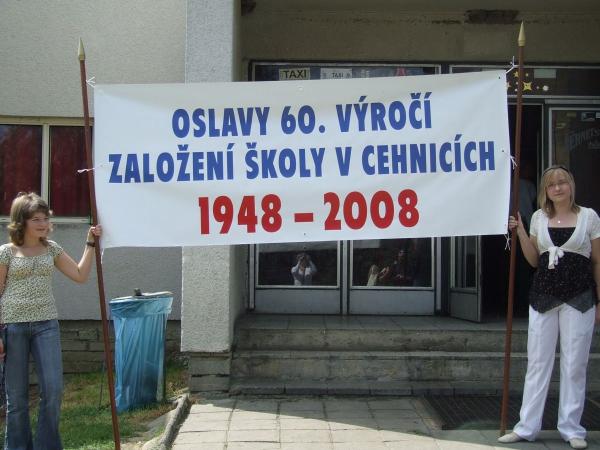 TAXI
OSLAVY 60. VÝROČÍ
ZALOŽENÍ ŠKOLY V CEHNICÍCH
1948 – 2008